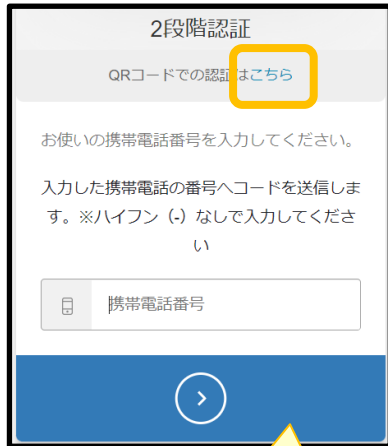 2段階認証
QRコードでの認証はこちら
お使いの携帯電話番号を入力してください。
入力した携帯電話の番号へコードを送信しま
す。※ハイフン（-）なしで入力してくださ
い
携帯電話番号